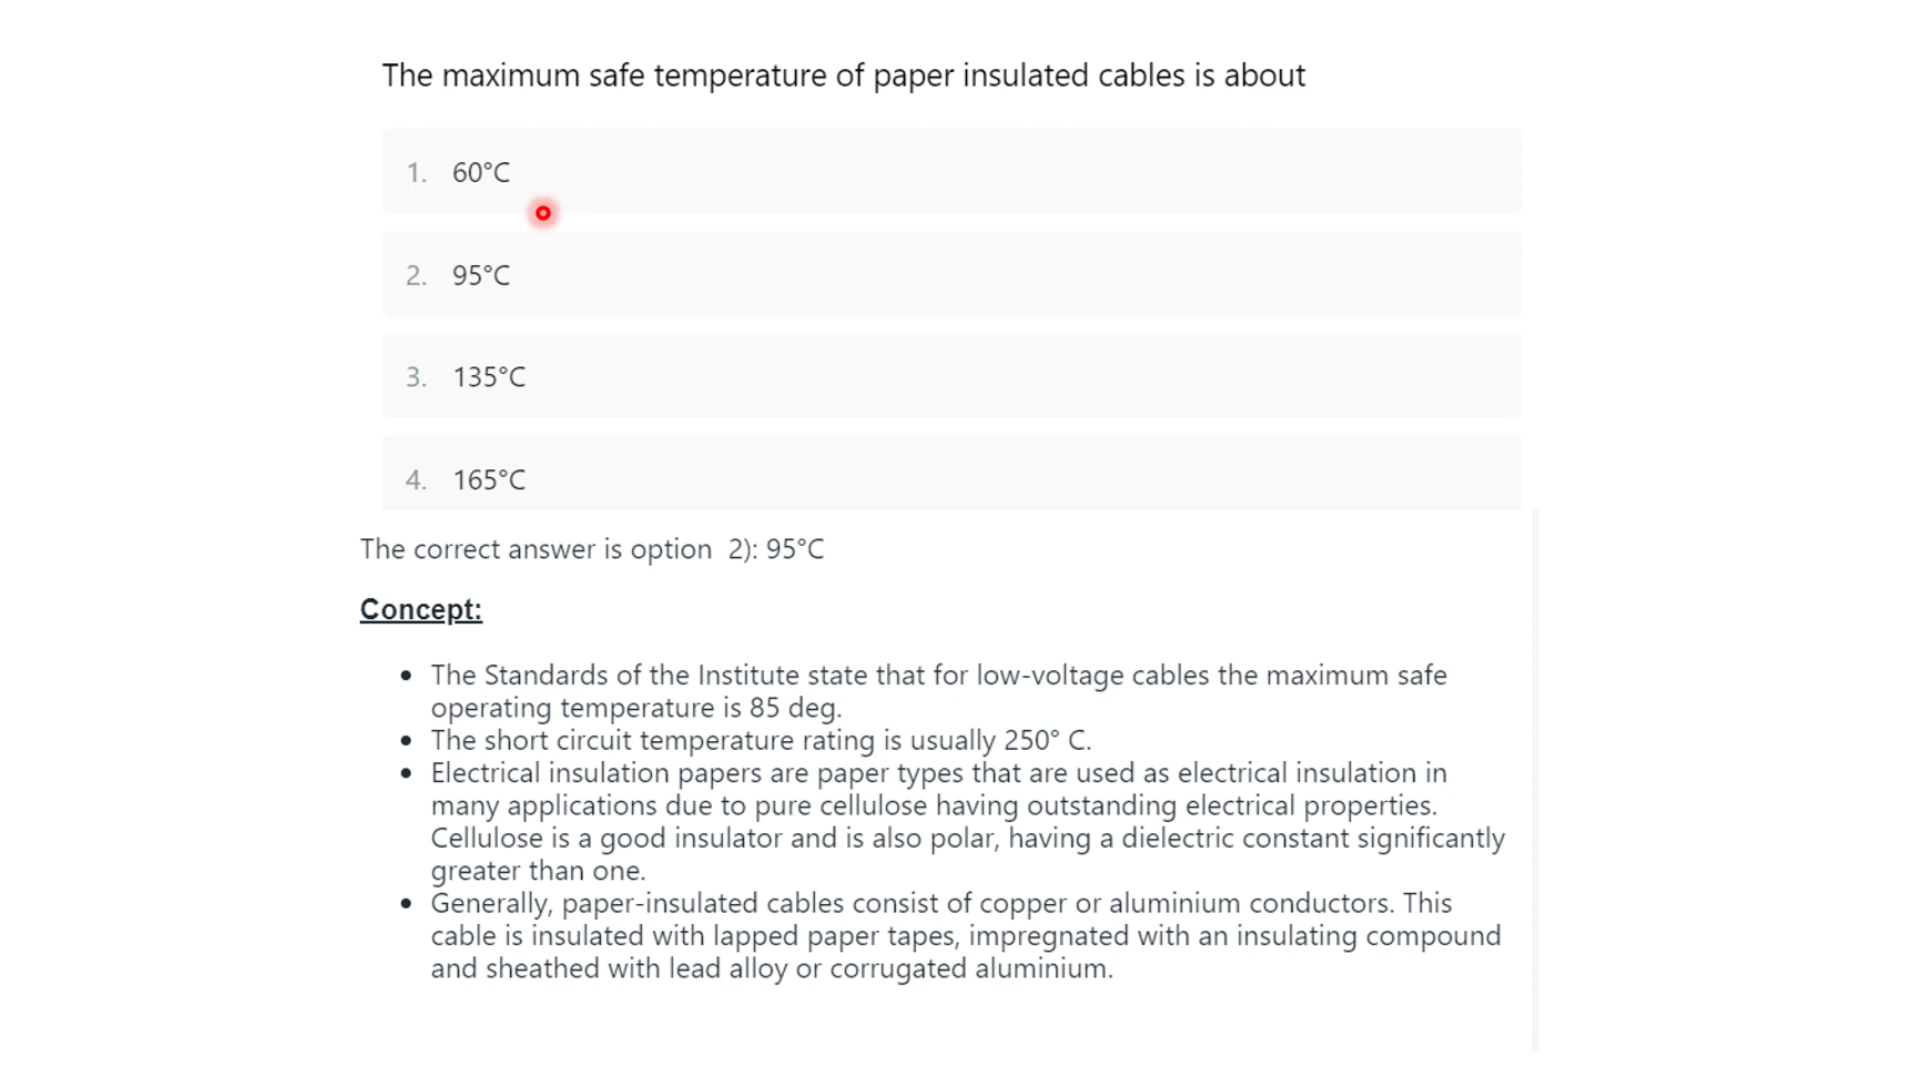 The maximum safe temperature of paper insulated cables is about
1. 60°C
2. 95°C
3. 135°C
4. 165°C
The correct answer is option 2): 95°C
Concept:
• The Standards of the Institute state that for low-voltage cables the maximum safe
operating temperature is 85 deg.
• The short circuit temperature rating is usually 250° C.
• Electrical insulation papers are paper types that are used as electrical insulation in
many applications due to pure cellulose having outstanding electrical properties.
Cellulose is a good insulator and is also polar, having a dielectric constant significantly
greater than one.
• Generally, paper-insulated cables consist of copper or aluminium conductors. This
cable is insulated with lapped paper tapes, impregnated with an insulating compound
and sheathed with lead alloy or corrugated aluminium.